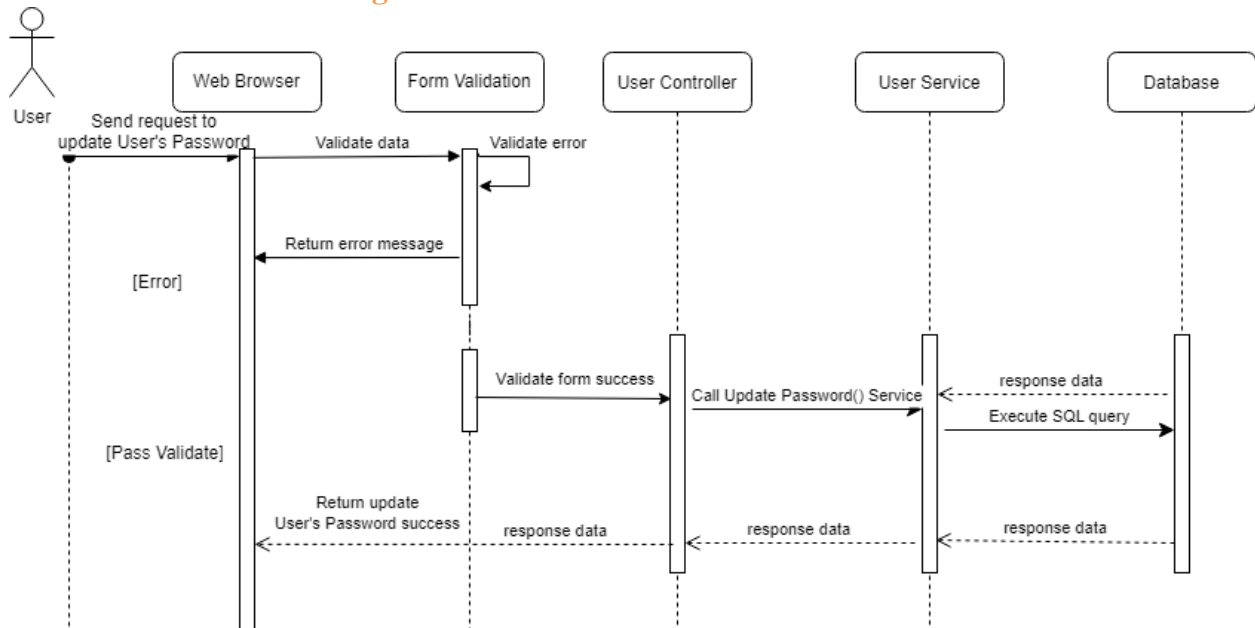 User
Web Browser
Form Validation
User Controller
User Service
Database
Send request to
update User's Password
Validate data
Validate error
Return error message
[Error]
Validate form success
Call Update Password() Service
response data
Execute SQL query
[Pass Validate]
Return update
User's Password success
response data
response data
response data